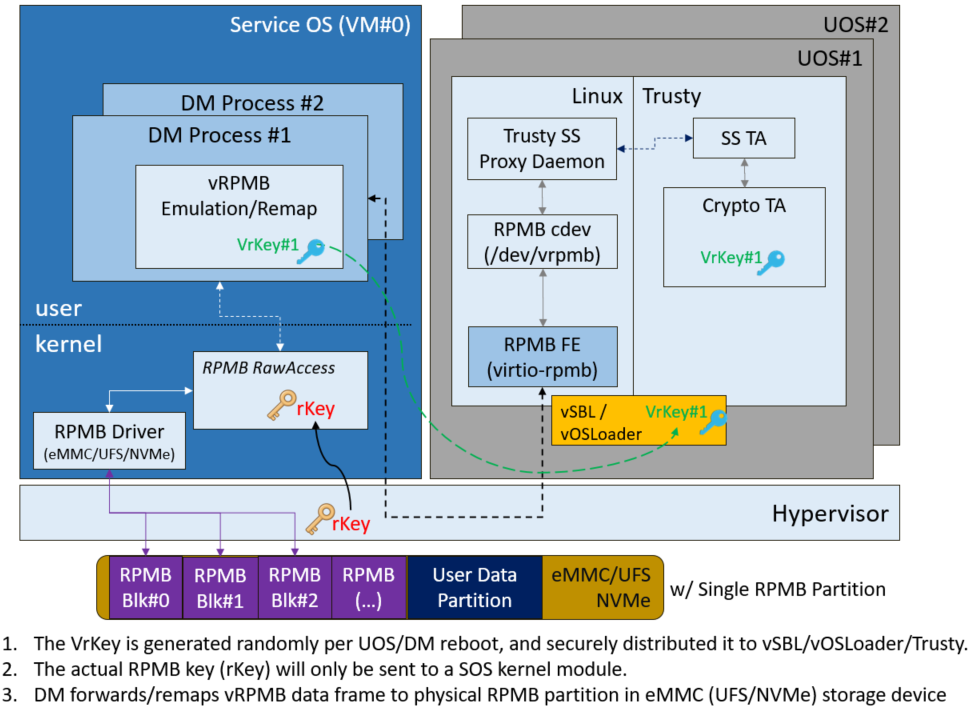 Service OS (VM#0)
DM Process #2
DM Process #1
vRPMB
Emulation/Remap
VrKey#1
user
kernel
RPMB RawAccess
rKey
RPMB Driver
(eMMC/UFS/NVMe)
UOS#2
UOS#1
Linux
Trusty
Trusty SS
Proxy Daemon
SS TA
RPMB cdev
(/dev/vrpmb)
Crypto TA
VrKey#1
RPMB FE
(virtio-rpmb)
vSBL /
vOSLoader
VrKey#1
rKey
Hypervisor
RPMB
Blk#0
RPMB
Blk#1
RPMB
Blk#2
RPMB
(...)
User Data
Partition
eMMC/UFS
NVMe
w/ Single RPMB Partition
1. The VrKey is generated randomly per UOS/DM reboot, and securely distributed it to vSBL/vOSLoader/Trusty.
2. The actual RPMB key (rKey) will only be sent to a SOS kernel module.
3. DM forwards/remaps vRPMB data frame to physical RPMB partition in eMMC (UFS/NVMe) storage device